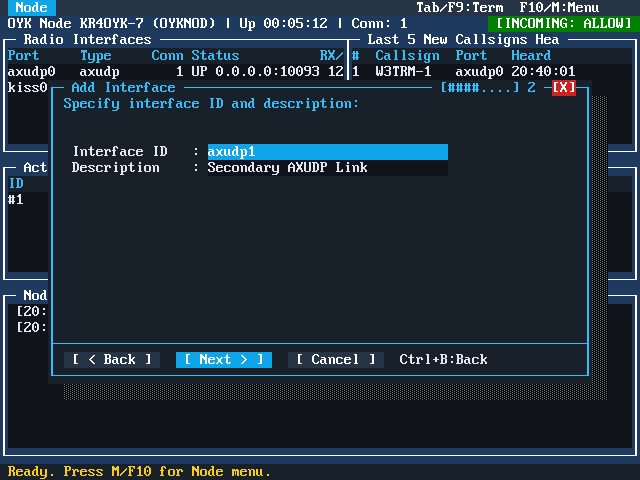 Node Tab/F9:Term F10/M:Menu
OYK Node KR4OYK-7 (OYKNOD) | Up 00:05:12 | Conn: 1 [INCOMING: ALLOW]
Radio Interfaces Last 5 New Callsigns Hea
Port Type Conn Status RX/ # Callsign Port Heard
axudp0 axudp 1 UP 0.0.0.0:10093 12 1 W3TRM-1 axudp0 20:40:01
kiss0
Add Interface [####....] 2 [X]
Specify interface ID and description:
Interface ID : axudp1
Description : Secondary AXUDP Link
Act
ID
#1
Nod
[20:
[20:
[ < Back ] [ Next > ] [ Cancel ] Ctrl+B:Back
Ready. Press M/F10 for Node menu.